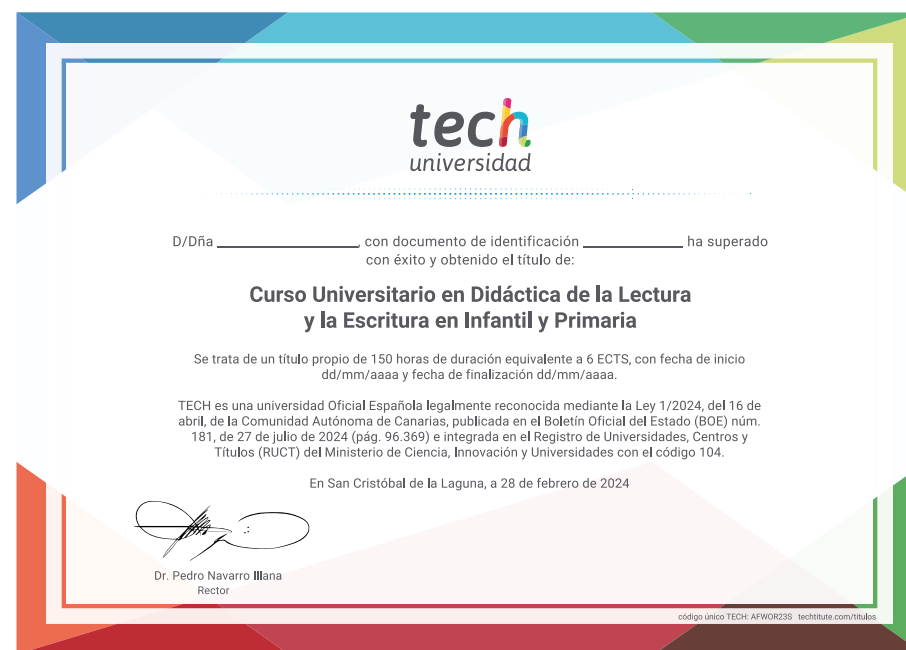 tech
universidad
D/Dña ____________________, con documento de identificación ______________ ha superado
con éxito y obtenido el título de:
Curso Universitario en Didáctica de la Lectura
y la Escritura en Infantil y Primaria
Se trata de un título propio de 150 horas de duración equivalente a 6 ECTS, con fecha de inicio
dd/mm/aaaa y fecha de finalización dd/mm/aaaa.
TECH es una universidad Oficial Española legalmente reconocida mediante la Ley 1/2024, del 16 de
abril, de la Comunidad Autónoma de Canarias, publicada en el Boletín Oficial del Estado (BOE) núm.
181, de 27 de julio de 2024 (pág. 96.369) e integrada en el Registro de Universidades, Centros y
Títulos (RUCT) del Ministerio de Ciencia, Innovación y Universidades con el código 104.
En San Cristóbal de la Laguna, a 28 de febrero de 2024
Dr. Pedro Navarro Illana
Rector
código único TECH: AFWOR23S techtitute.com/titulos